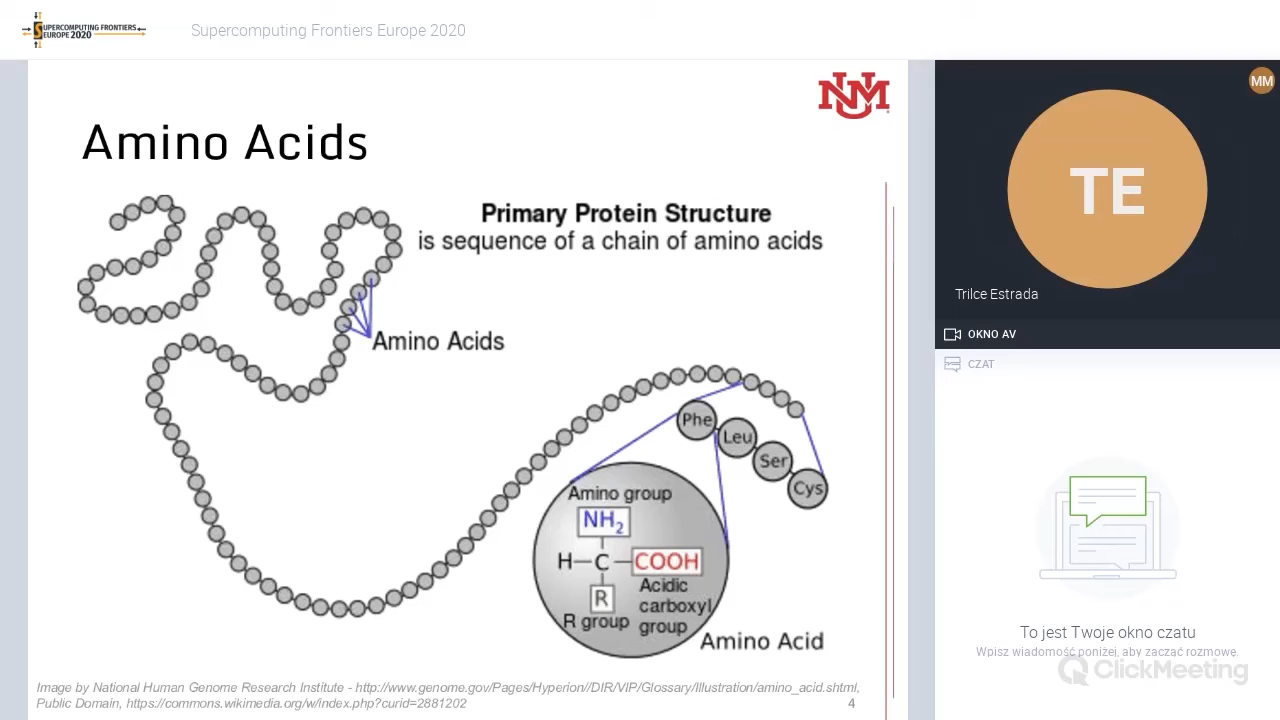 SUPERCOMPUTING FRONTIERS
EUROPE 2020
Supercomputing Frontiers Europe 2020
NM
MM
TE
Trilce Estrada
OKNO AV
CZAT
Amino Acids
Primary Protein Structure
is sequence of a chain of amino acids
Amino Acids
Phe
Leu
Ser
Cys
Amino group
NH2
H—C—COOH
R
Acidic
carboxyl
group
R group
Amino Acid
Image by National Human Genome Research Institute - http://www.genome.gov/Pages/Hyperion//DIR/VIP/Glossary/Illustration/amino_acid.shtml,
Public Domain, https://commons.wikimedia.org/w/index.php?curid=2881202
4
To jest Twoje okno czatu
Wpisz wiadomość poniżej, aby zacząć rozmowę.
ClickMeeting